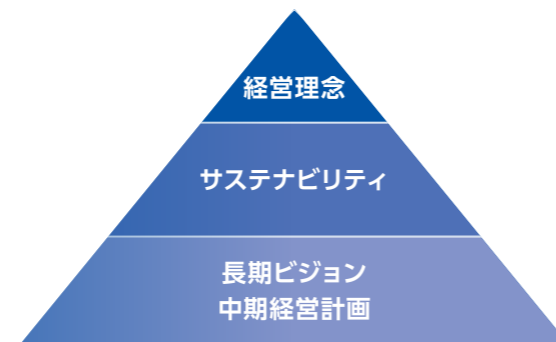 経営理念
サステナビリティ
長期ビジョン
中期経営計画